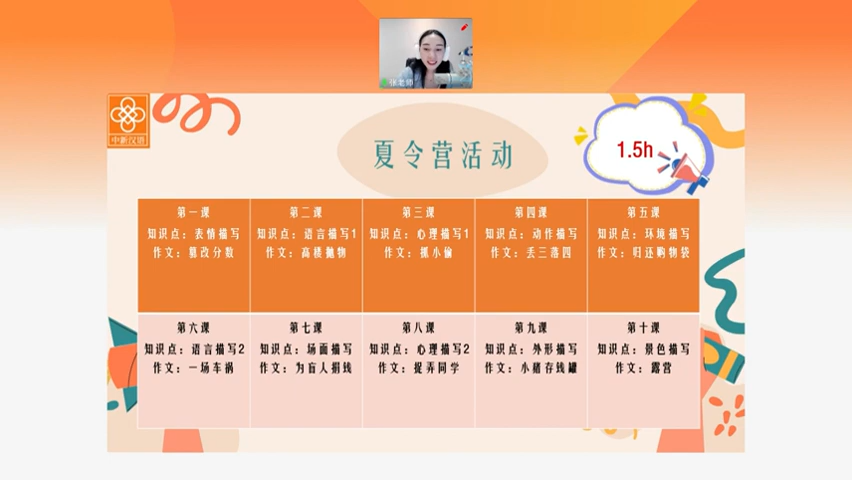 张老师
中新汉语
夏令营活动
1.5h
第一课
知识点：表情描写
作文：篡改分数
第二课
知识点：语言描写1
作文：高楼抛物
第三课
知识点：心理描写1
作文：抓小偷
第四课
知识点：动作描写
作文：丢三落四
第五课
知识点：环境描写
作文：归还购物袋
第六课
知识点：语言描写2
作文：一场车祸
第七课
知识点：场面描写
作文：为盲人捐钱
第八课
知识点：心理描写2
作文：捉弄同学
第九课
知识点：外形描写
作文：小猪存钱罐
第十课
知识点：景色描写
作文：露营